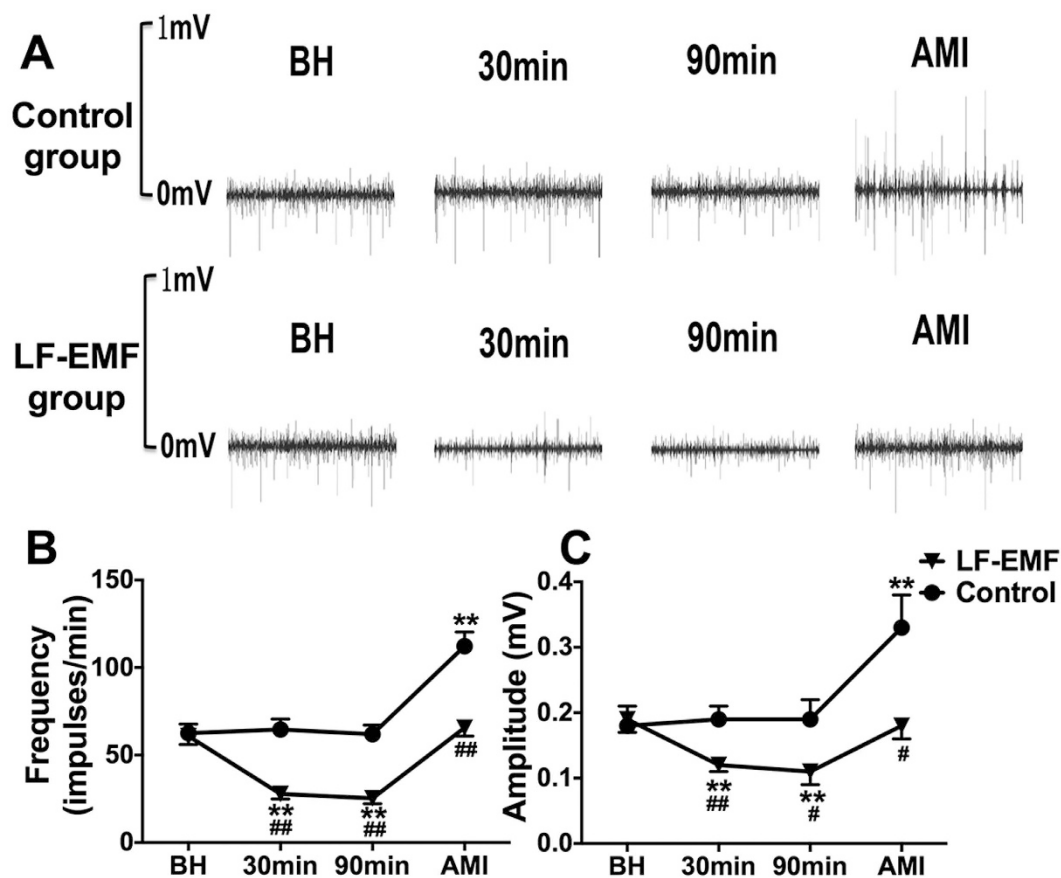 A
1mV
BH 30min 90min AMI
Control
group
0mV
1mV
BH 30min 90min AMI
LF-EMF
group
0mV
B
C
LF-EMF
Control
Frequency
(impulses/min)
150
100
50
0
**
##
**
##
**
##
BH 30min 90min AMI
Amplitude (mV)
0.4
0.3
0.2
0.1
0.0
**
**
##
**
#
#
BH 30min 90min AMI